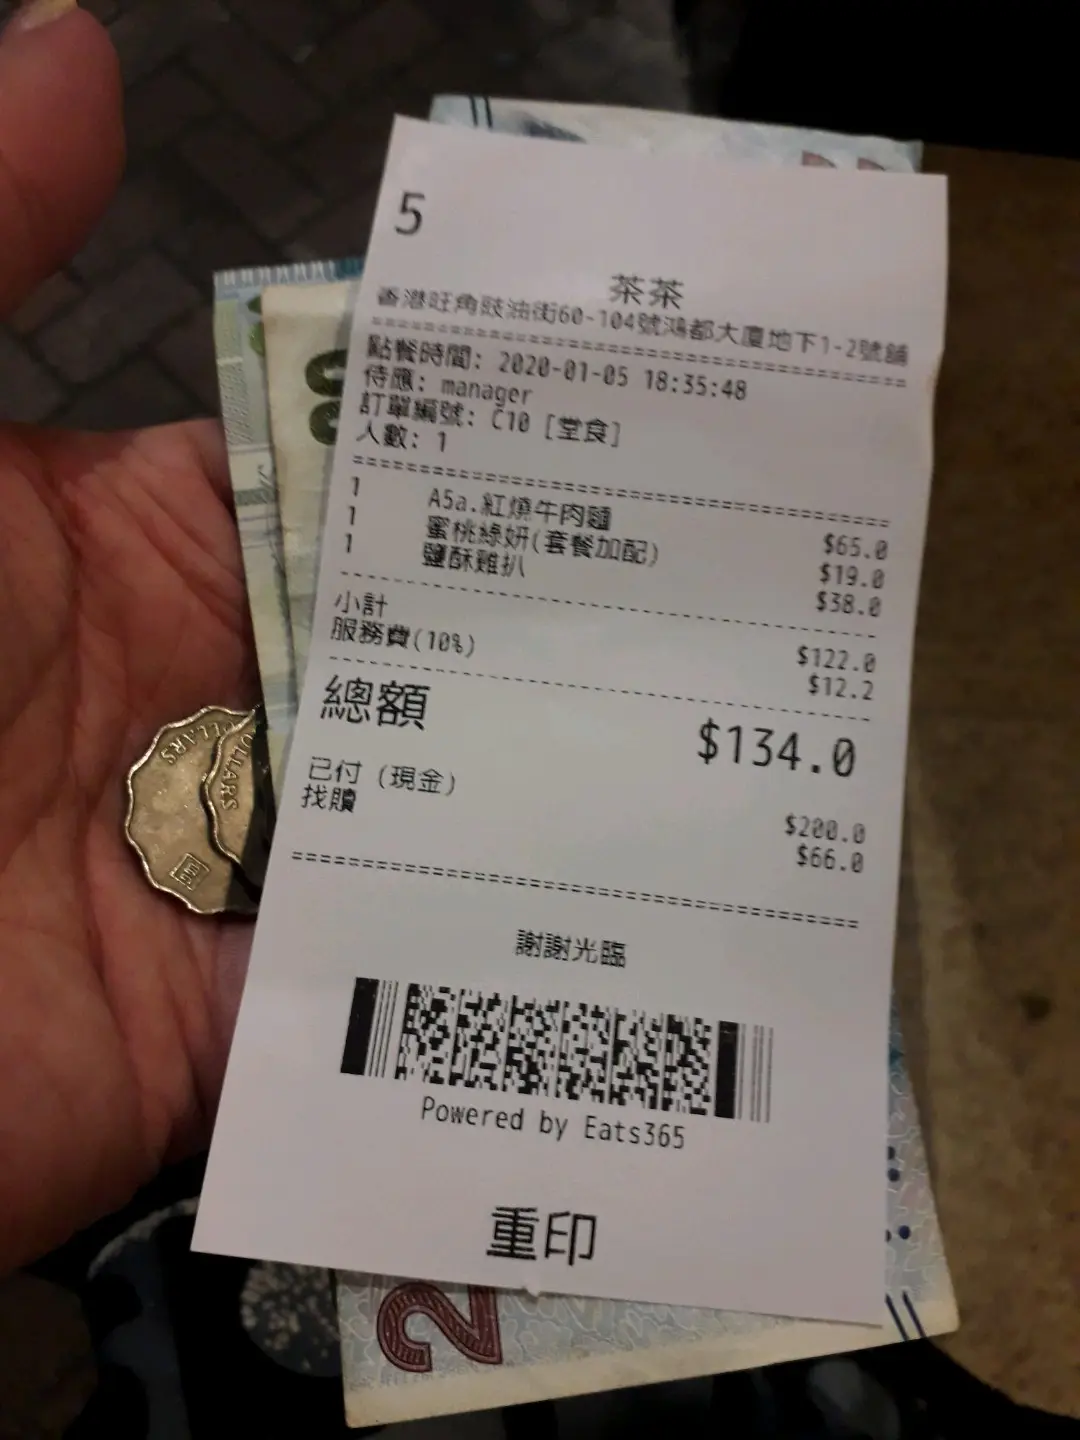 5
茶茶
香港旺角豉油街60-104號鴻都大廈地下1-2號舖
點餐時間: 2020-01-05 18:35:48
侍應: manager
訂單編號: C10 [堂食]
人數: 1
1 A5a.紅燒牛肉麵 $65.0
1 蜜桃綠妍(套餐加配) $19.0
1 鹽酥雞扒 $38.0
小計 $122.0
服務費(10%) $12.2
總額 $134.0
已付 (現金) $200.0
找贖 $66.0
謝謝光臨
Powered by Eats365
重印
DOLLARS
DOLLARS
2